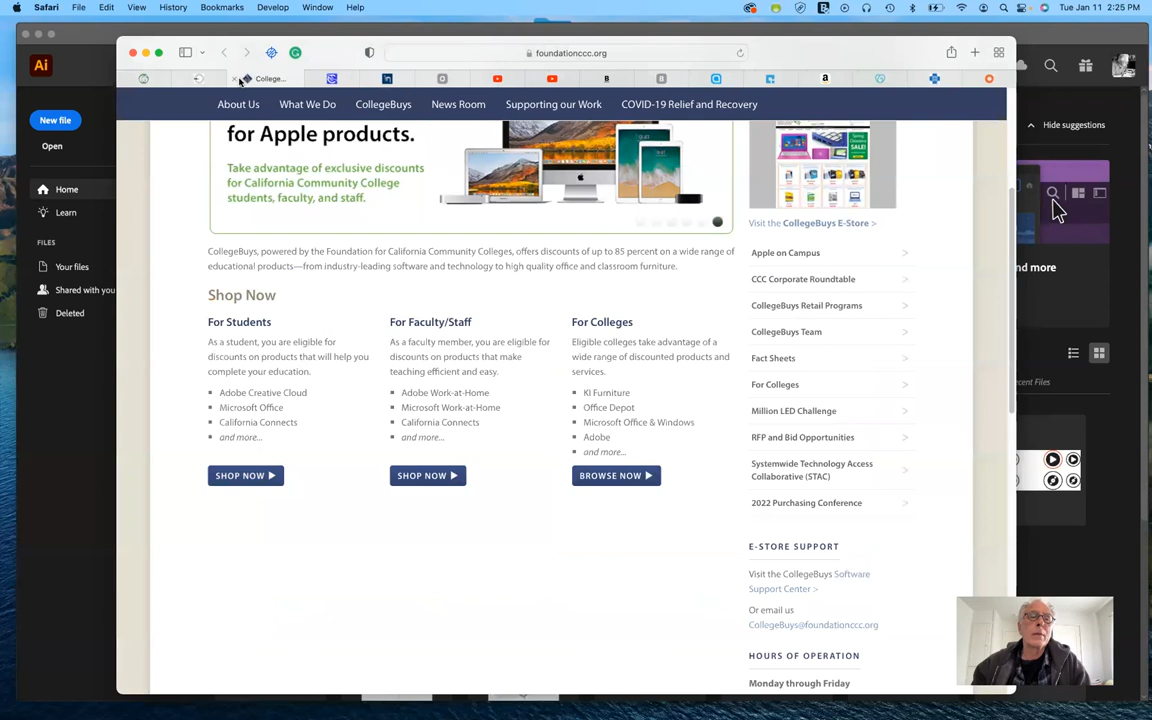 Safari File Edit View History Bookmarks Develop Window Help
Tue Jan 11 2:25 PM
foundationccc.org
College...
Ai
New file
Open
Home
Learn
FILES
Your files
Shared with you
Deleted
Hide suggestions
nd more
ecent Files
About Us What We Do CollegeBuys News Room Supporting our Work COVID-19 Relief and Recovery
for Apple products.
Take advantage of exclusive discounts
for California Community College
students, faculty, and staff.
SALE!
Visit the CollegeBuys E-Store >
CollegeBuys, powered by the Foundation for California Community Colleges, offers discounts of up to 85 percent on a wide range of
educational products—from industry-leading software and technology to high quality office and classroom furniture.
Shop Now
For Students
As a student, you are eligible for
discounts on products that will help you
complete your education.
Adobe Creative Cloud
Microsoft Office
California Connects
and more...
SHOP NOW
For Faculty/Staff
As a faculty member, you are eligible for
discounts on products that make
teaching efficient and easy.
Adobe Work-at-Home
Microsoft Work-at-Home
California Connects
and more...
SHOP NOW
For Colleges
Eligible colleges take advantage of a
wide range of discounted products and
services.
KI Furniture
Office Depot
Microsoft Office & Windows
Adobe
and more...
BROWSE NOW
Apple on Campus
CCC Corporate Roundtable
CollegeBuys Retail Programs
CollegeBuys Team
Fact Sheets
For Colleges
Million LED Challenge
RFP and Bid Opportunities
Systemwide Technology Access
Collaborative (STAC)
2022 Purchasing Conference
E-STORE SUPPORT
Visit the CollegeBuys Software
Support Center >
Or email us
CollegeBuys@foundationccc.org
HOURS OF OPERATION
Monday through Friday